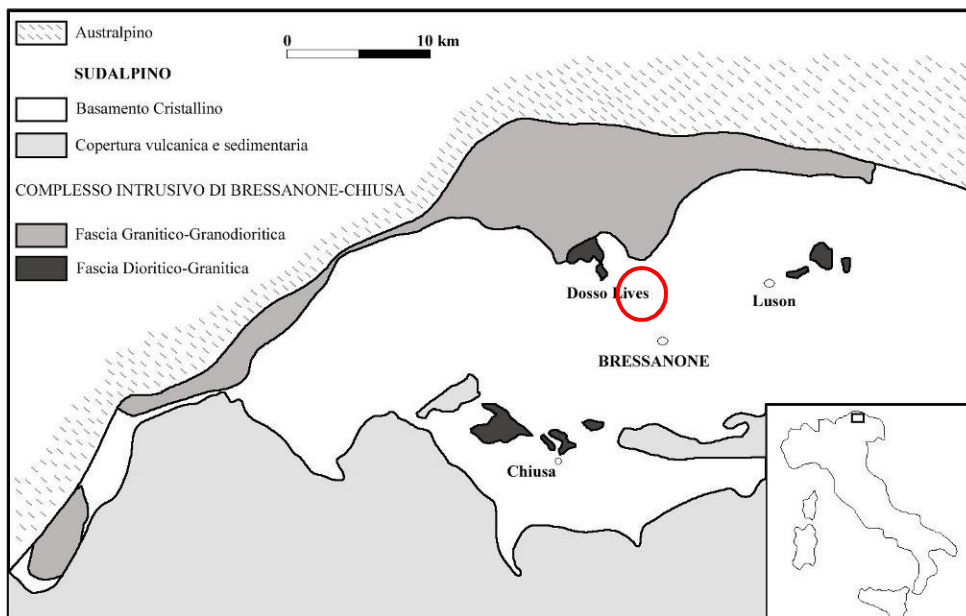 Australpino
0 10 km
SUDALPINO
Basamento Cristallino
Copertura vulcanica e sedimentaria
COMPLESSO INTRUSIVO DI BRESSANONE-CHIUSA
Fascia Granitico-Granodioritica
Fascia Dioritico-Granitica
Dosso Lives
Luson
BRESSANONE
Chiusa